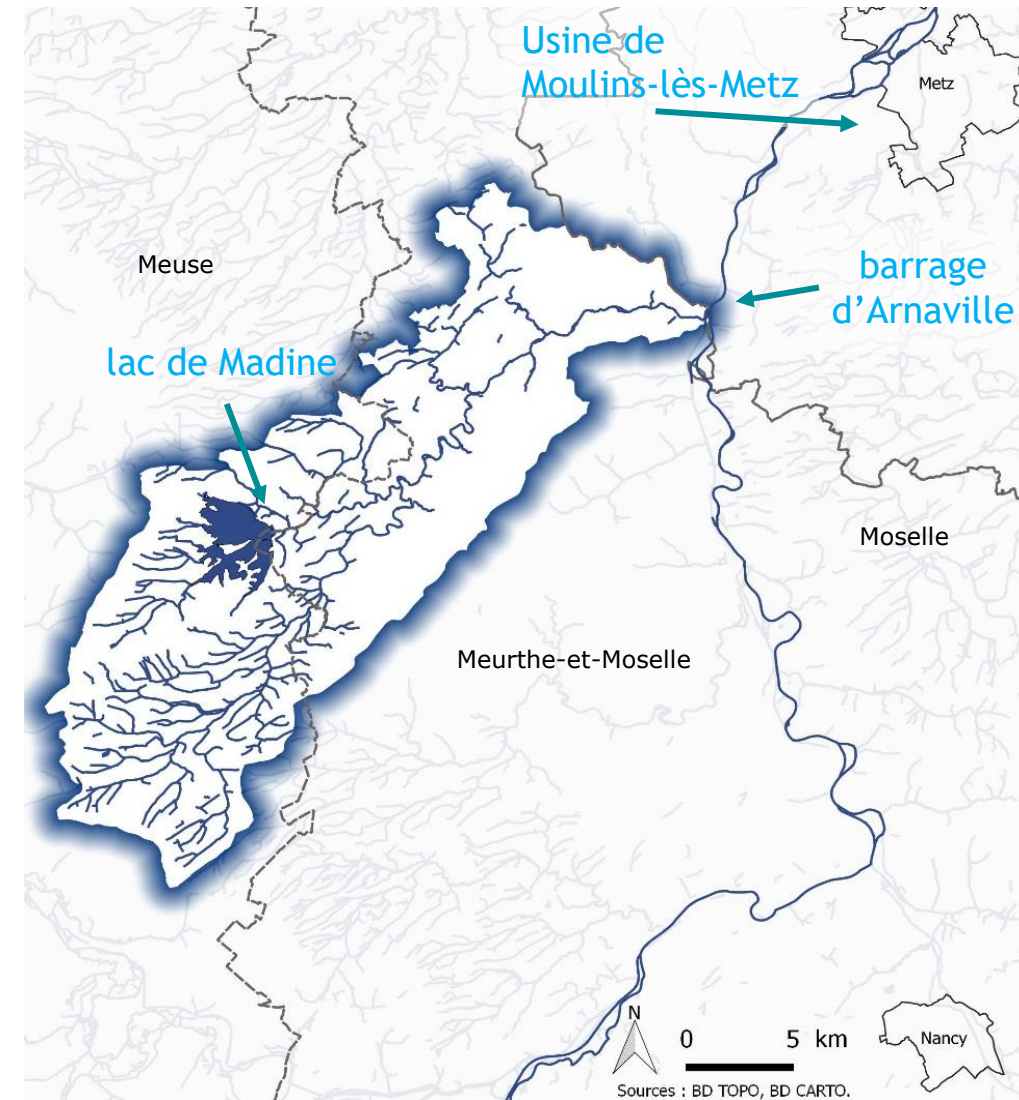 Usine de
Moulins-lès-Metz
Metz
Meuse
barrage
d’Arnaville
lac de Madine
Moselle
Meurthe-et-Moselle
N
0 5 km
Nancy
Sources : BD TOPO, BD CARTO.